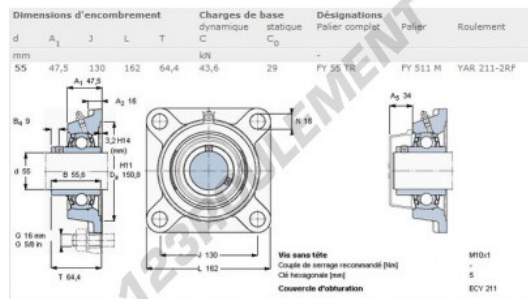 Dimensions d'encombrement Charges de base Désignations
dynamique statique Palier complet Palier Roulement
d A1 J L T C C0
mm kN -
55 47,5 130 162 64,4 43,6 29 FY 55 TR FY 511 M YAR 211-2RF
A1 47,5
A2 16
B4 9
3,2 H14
(mm)
N 16
A5 34
d 55
B 55,6
H11
Da 150,8
G 16 mm
G 5/8 in
T 64,4
J 130
L 162
Vis sans tête M10x1
Couple de serrage recommandé [Nm] -
Clé hexagonale [mm] 5
Couvercle d'obturation ECY 211
123ROULEMENT